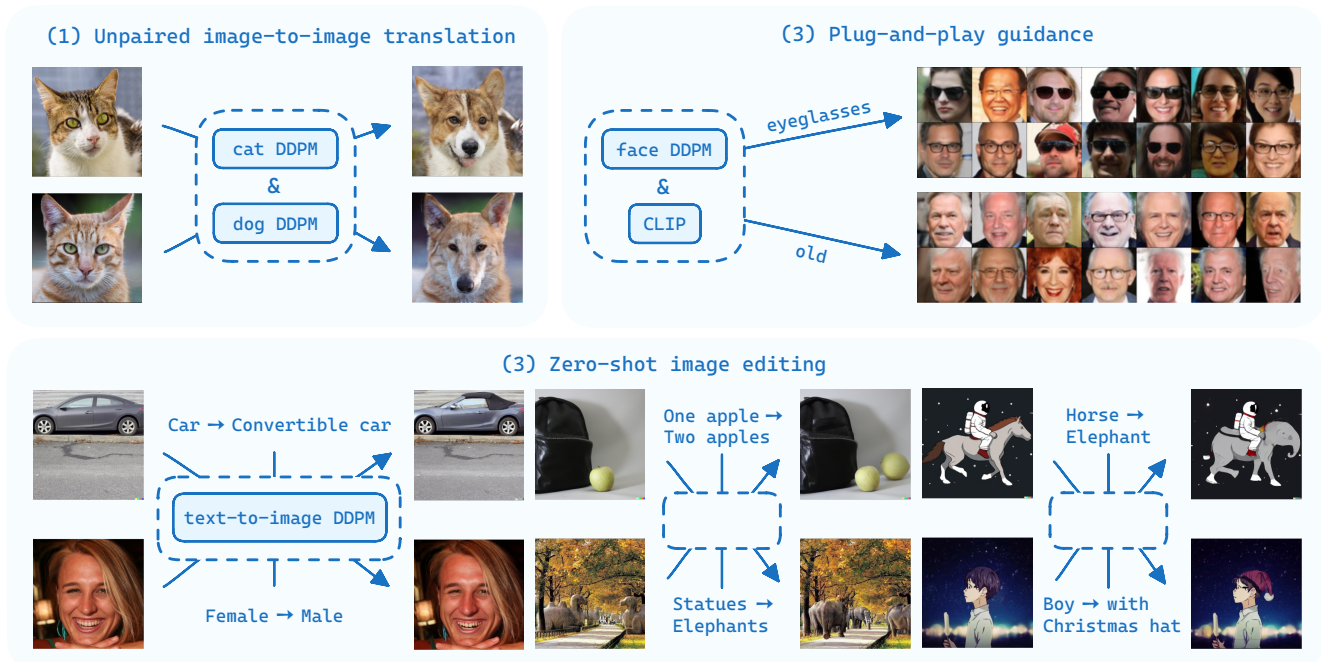 (1) Unpaired image-to-image translation
cat DDPM
&
dog DDPM
(3) Plug-and-play guidance
face DDPM
&
CLIP
eyeglasses
old
(3) Zero-shot image editing
Car → Convertible car
text-to-image DDPM
Female → Male
One apple →
Two apples
Statues →
Elephants
Horse →
Elephant
Boy → with
Christmas hat